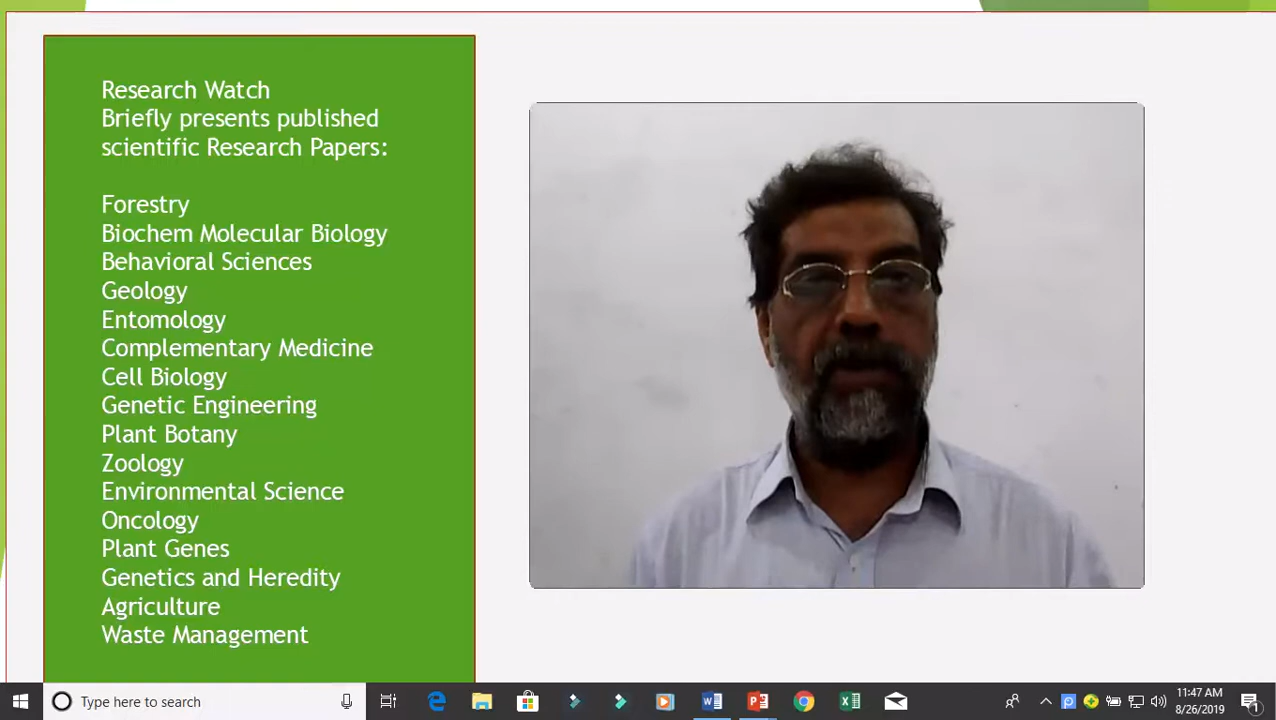 Research Watch
Briefly presents published
scientific Research Papers:
Forestry
Biochem Molecular Biology
Behavioral Sciences
Geology
Entomology
Complementary Medicine
Cell Biology
Genetic Engineering
Plant Botany
Zoology
Environmental Science
Oncology
Plant Genes
Genetics and Heredity
Agriculture
Waste Management
Type here to search
11:47 AM
8/26/2019
1